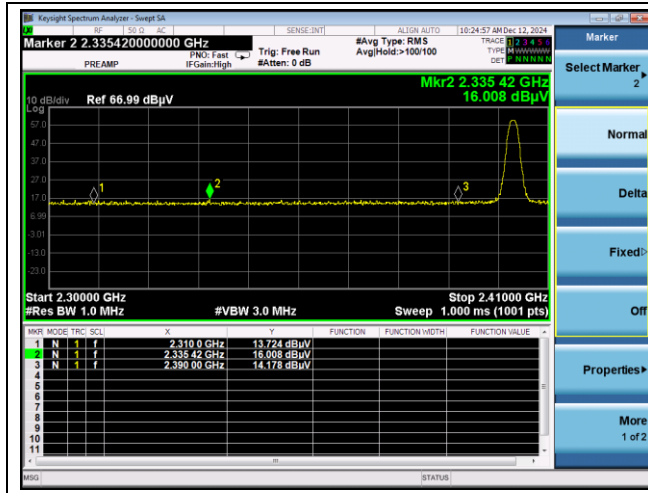 Keysight Spectrum Analyzer - Swept SA
RF 50 Ω AC SENSE:INT ALIGN AUTO 10:24:57 AM Dec 12, 2024
Marker 2 2.335420000000 GHz
PREAMP
PNO: Fast
IFGain:High
Trig: Free Run
#Atten: 0 dB
#Avg Type: RMS
Avg|Hold:>100/100
TRACE 1 2 3 4 5 6
TYPE MWWWWW
DET P N N N N N
Mkr2 2.335 42 GHz
16.008 dBµV
10 dB/div Ref 66.99 dBµV
Log
57.0
47.0
37.0
27.0
17.0
6.99
-3.01
-13.0
-23.0
1
2
3
Start 2.30000 GHz Stop 2.41000 GHz
#Res BW 1.0 MHz #VBW 3.0 MHz Sweep 1.000 ms (1001 pts)
MKR MODE TRC SCL X Y FUNCTION FUNCTION WIDTH FUNCTION VALUE
1 N 1 f 2.310 0 GHz 13.724 dBµV
2 N 1 f 2.335 42 GHz 16.008 dBµV
3 N 1 f 2.390 00 GHz 14.178 dBµV
4
5
6
7
8
9
10
11
MSG STATUS
Marker
Select Marker
2
Normal
Delta
Fixed
Off
Properties
More
1 of 2